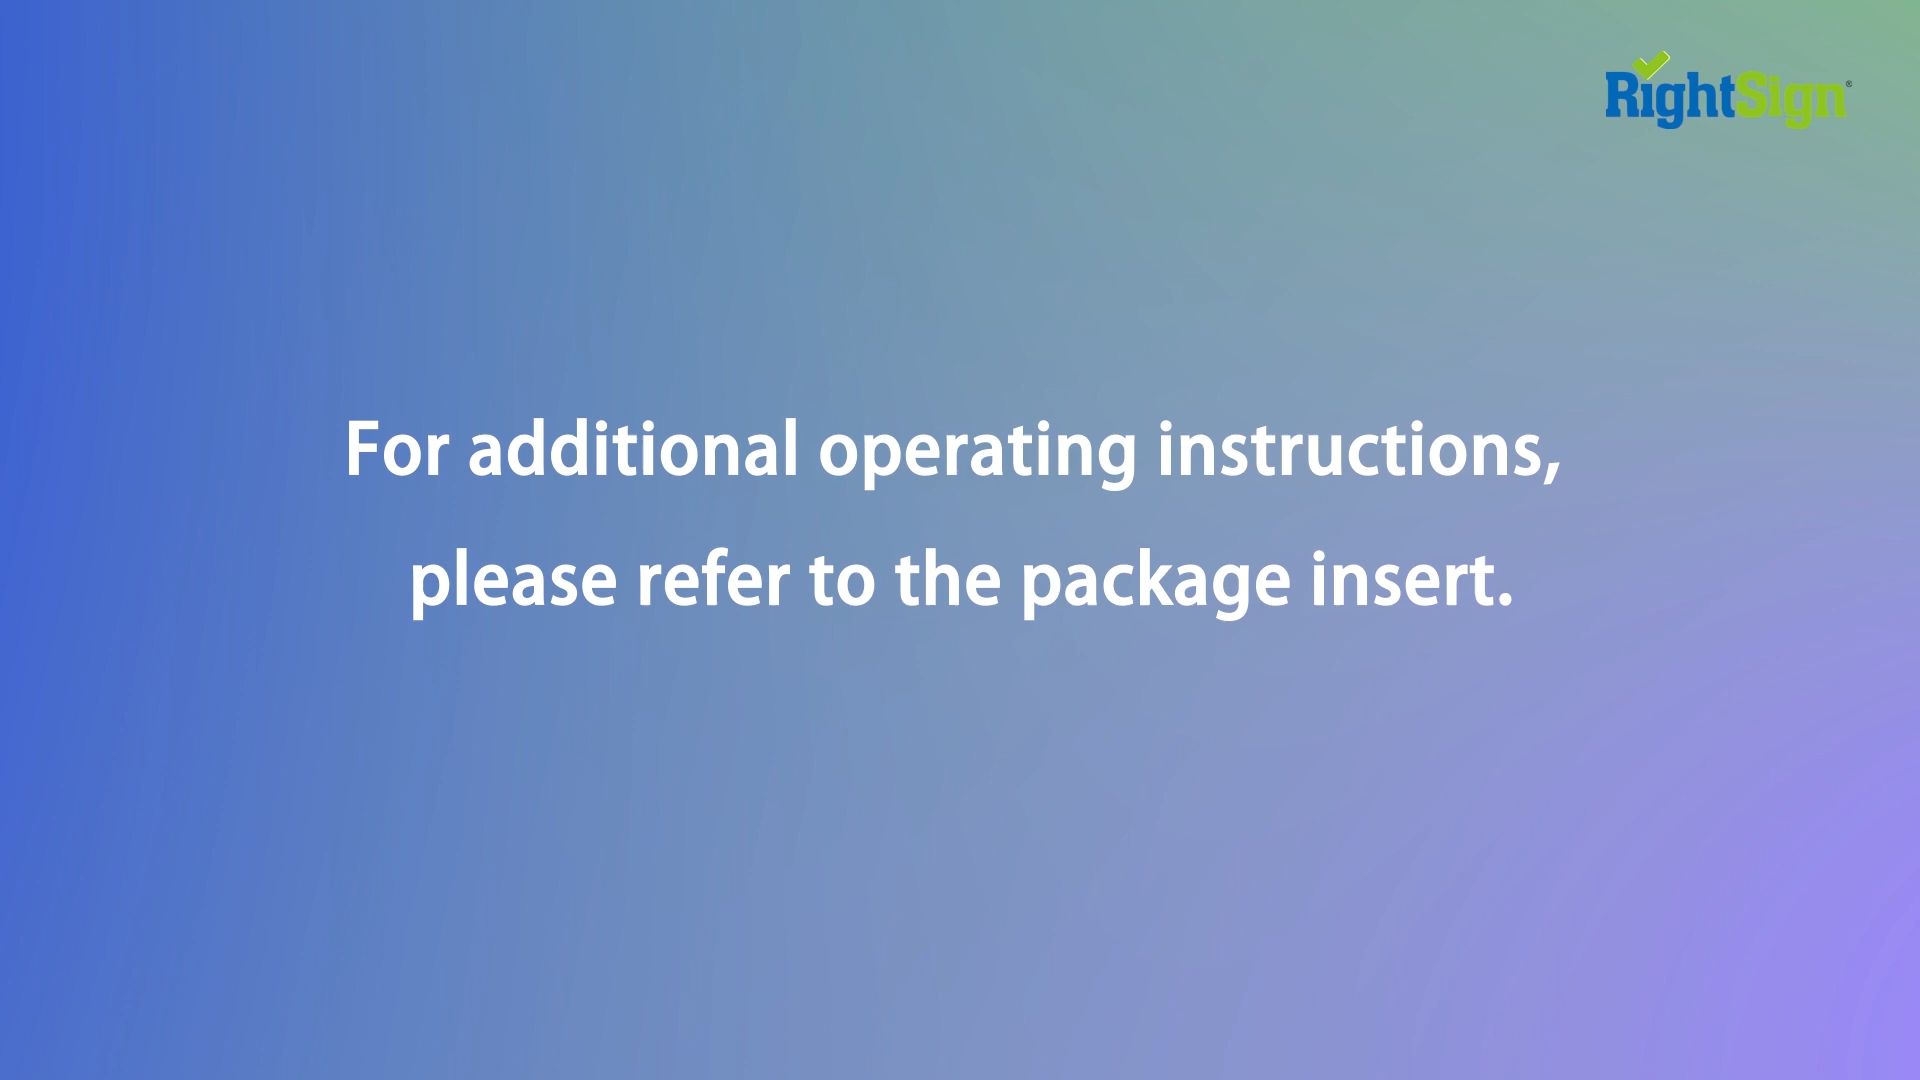 RightSign®
For additional operating instructions,
please refer to the package insert.